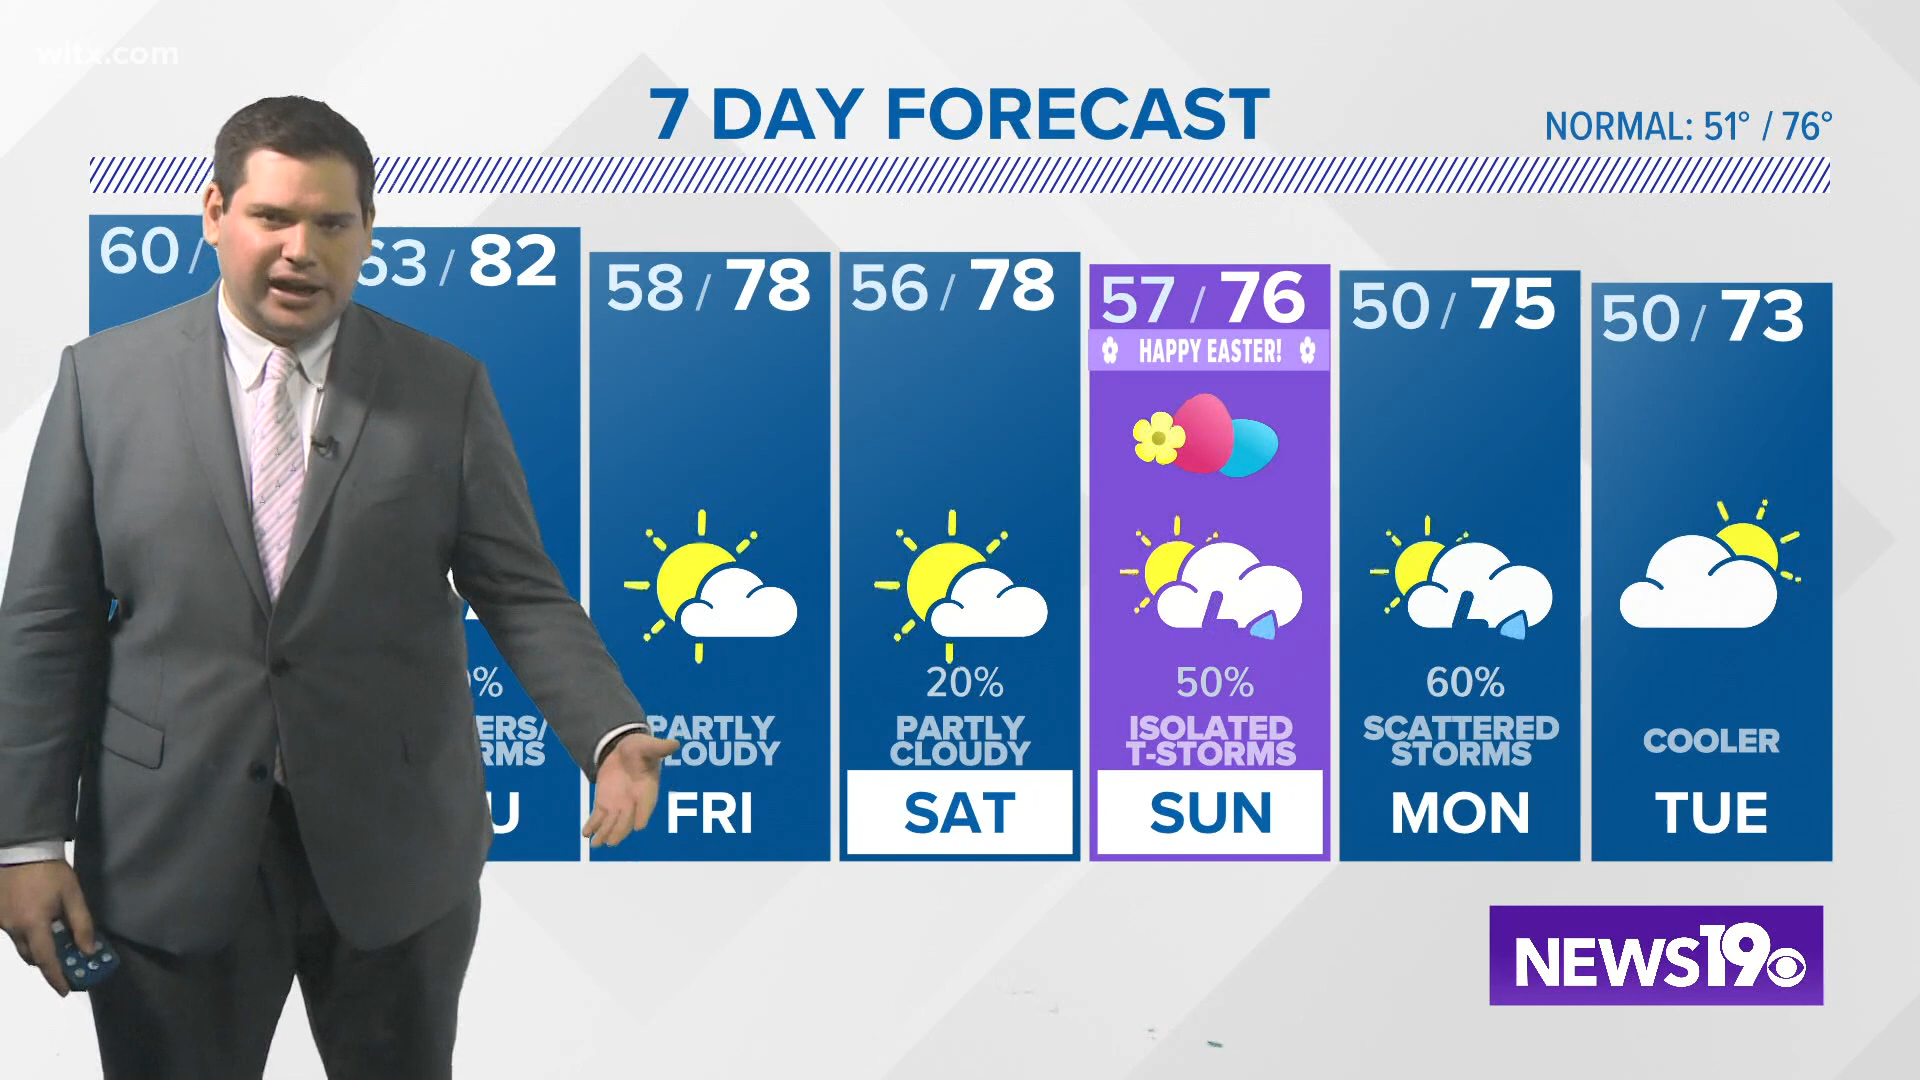 wltx.com
7 DAY FORECAST
NORMAL: 51° / 76°
60 /
63 / 82
58 / 78
56 / 78
57 / 76
50 / 75
50 / 73
HAPPY EASTER!
20%
50%
60%
PARTLY
PARTLY
CLOUDY
ISOLATED
T-STORMS
SCATTERED
STORMS
COOLER
FRI
SAT
SUN
MON
TUE
NEWS19